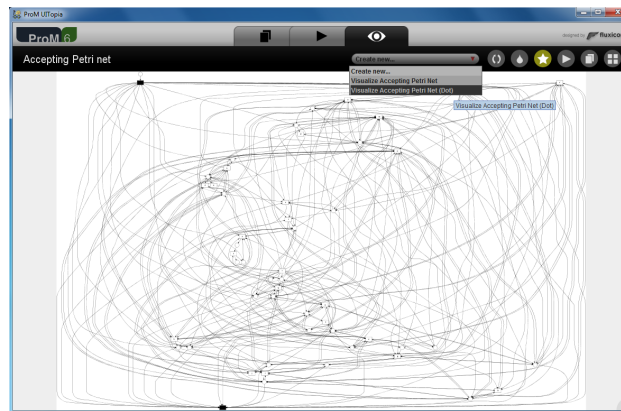 ProM UITopia
ProM 6
designed by fluxicon
Accepting Petri net
Create new...
Create new...
Visualize Accepting Petri Net
Visualize Accepting Petri Net (Dot)
Visualize Accepting Petri Net (Dot)